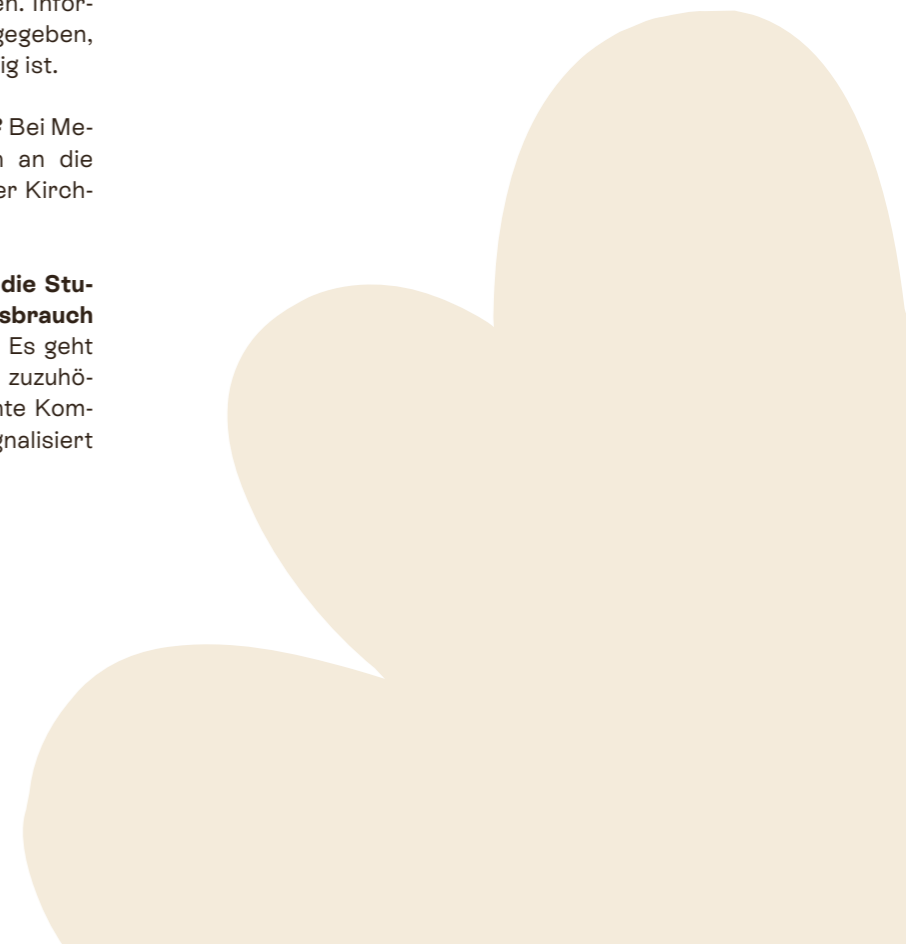 en. Infor-
gegeben,
ig ist.
? Bei Me-
n an die
er Kirch-
die Stu-
sbrauch
Es geht
zuzuhö-
nte Kom-
gnalisiert